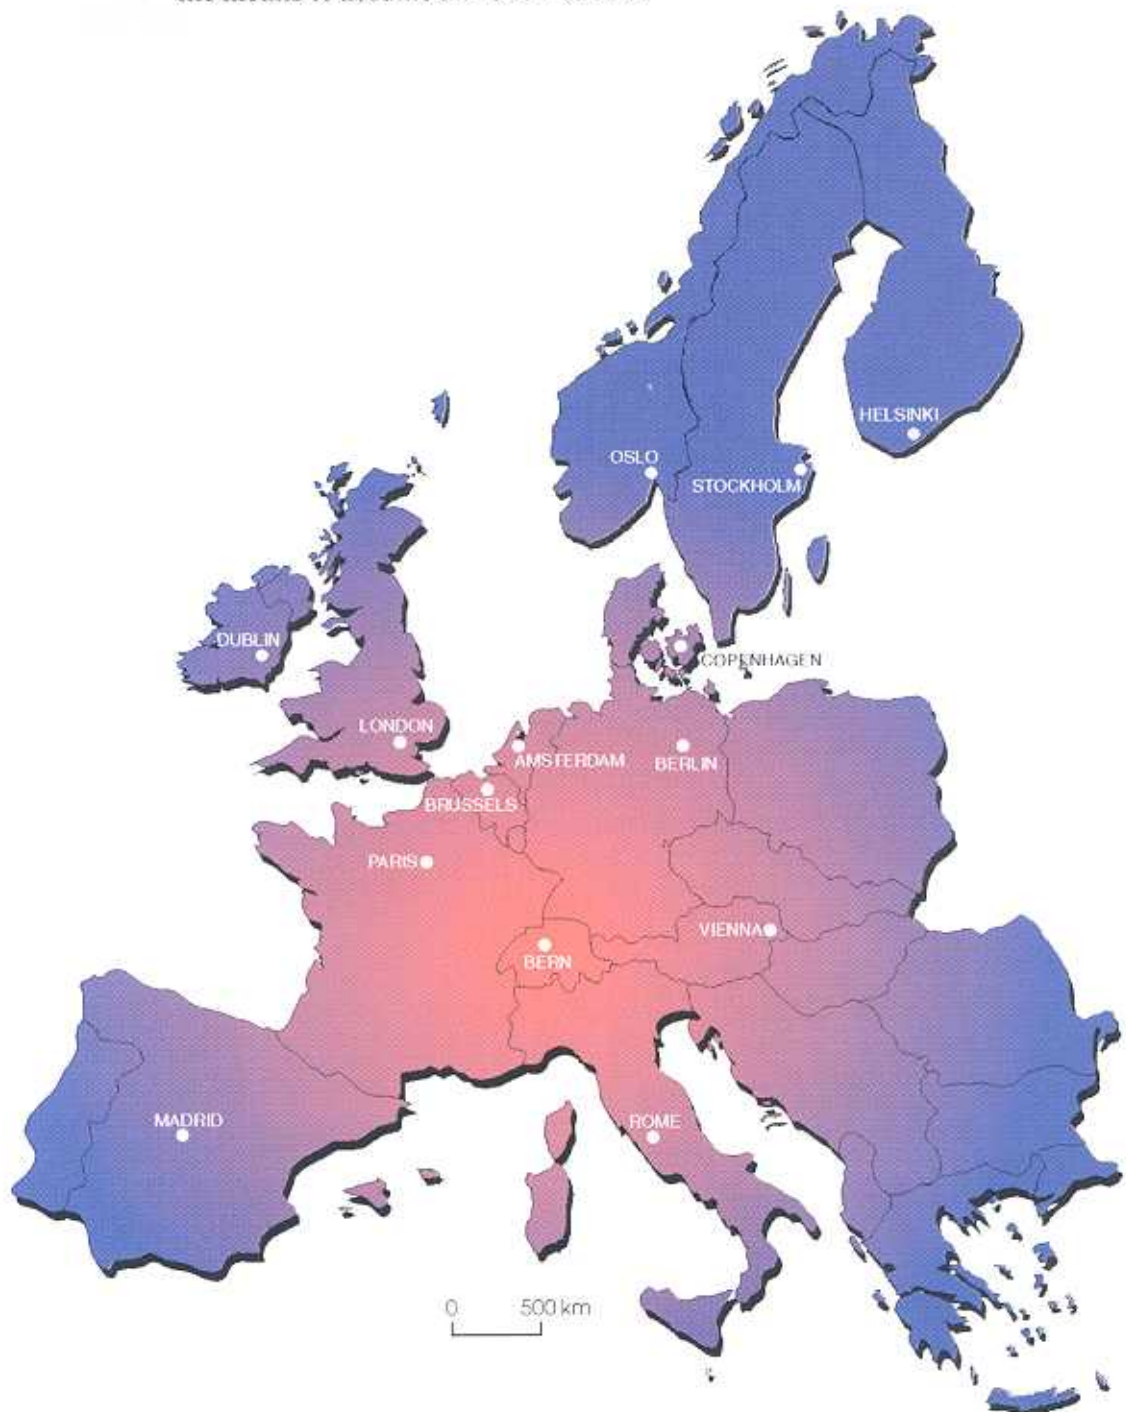 HELSINKI
OSLO
STOCKHOLM
DUBLIN
COPENHAGEN
LONDON
AMSTERDAM
BERLIN
BRUSSELS
PARIS
VIENNA
BERN
MADRID
ROME
0 500 km